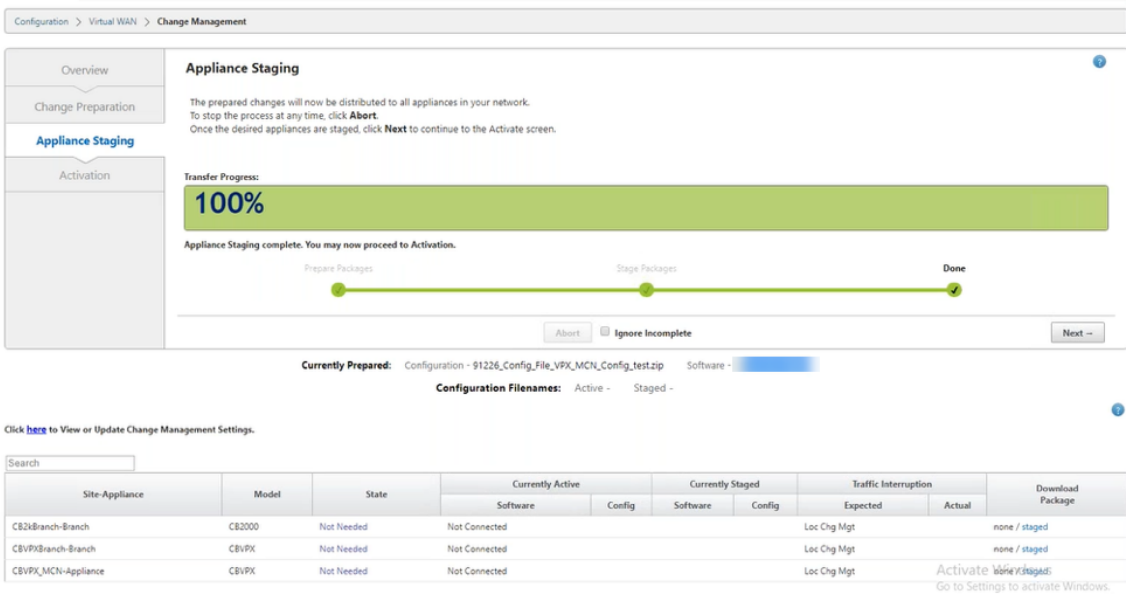 Configuration > Virtual WAN > Change Management
Overview
Change Preparation
Appliance Staging
Activation
Appliance Staging
?
The prepared changes will now be distributed to all appliances in your network.
To stop the process at any time, click Abort.
Once the desired appliances are staged, click Next to continue to the Activate screen.
Transfer Progress:
100%
Appliance Staging complete. You may now proceed to Activation.
Prepare Packages Stage Packages Done
Abort Ignore Incomplete Next →
Currently Prepared: Configuration - 91226_Config_File_VPX_MCN_Config_test.zip Software -
Configuration Filenames: Active - Staged -
?
Click here to View or Update Change Management Settings.
Search
Site-Appliance Model State Currently Active Currently Staged Traffic Interruption Download Package
Software Config Software Config Expected Actual
CB2kBranch-Branch CB2000 Not Needed Not Connected Loc Chg Mgt none / staged
CBVPXBranch-Branch CBVPX Not Needed Not Connected Loc Chg Mgt none / staged
CBVPX_MCN-Appliance CBVPX Not Needed Not Connected Loc Chg Mgt none / staged
Activate Windows
Go to Settings to activate Windows.